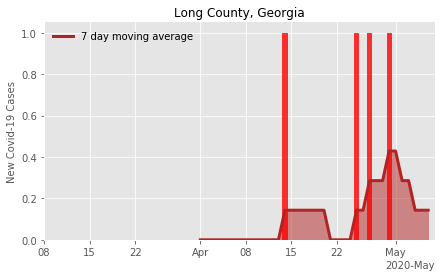 Long County, Georgia
7 day moving average
New Covid-19 Cases
1.0
0.8
0.6
0.4
0.2
0.0
08 15 22 Apr 08 15 22 May
2020-May